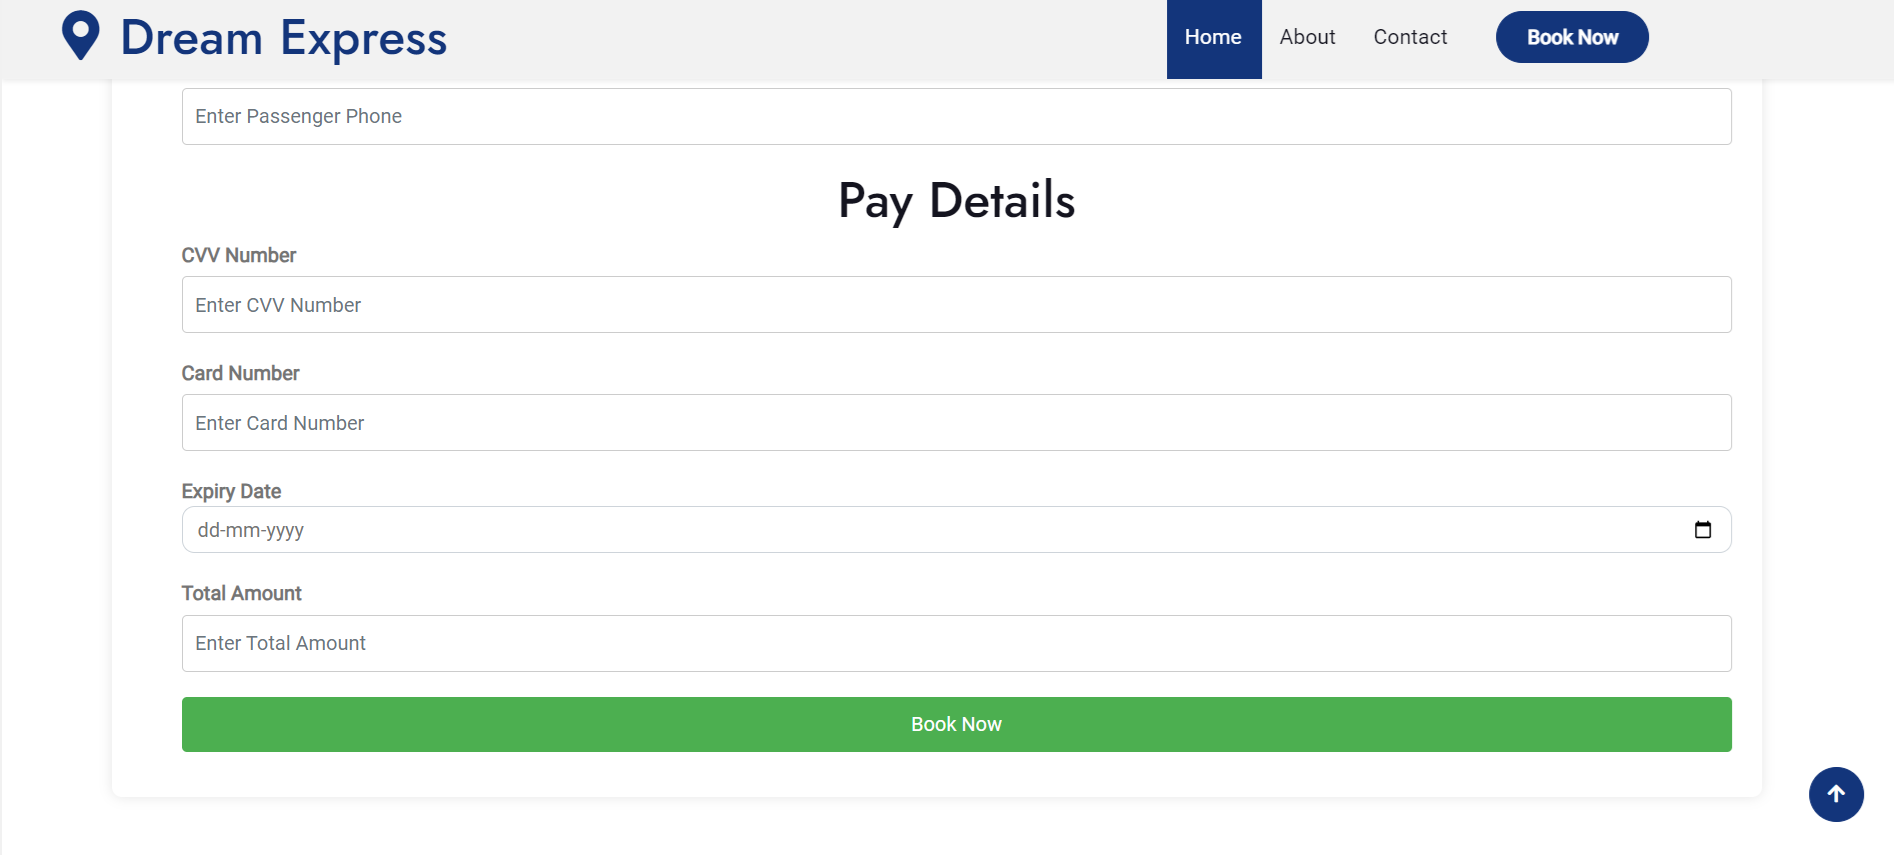 Dream Express
Home About Contact Book Now
Enter Passenger Phone
Pay Details
CVV Number
Enter CVV Number
Card Number
Enter Card Number
Expiry Date
dd-mm-yyyy
Total Amount
Enter Total Amount
Book Now